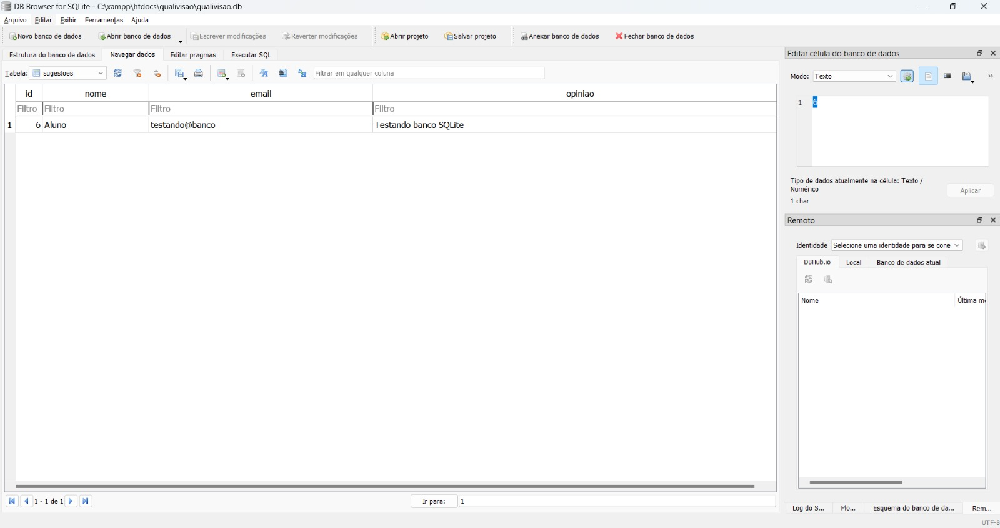 DB Browser for SQLite - C:\xampp\htdocs\qualivisao\qualivisao.db
Arquivo Editar Exibir Ferramentas Ajuda
Novo banco de dados Abrir banco de dados Escrever modificações Reverter modificações Abrir projeto Salvar projeto Anexar banco de dados Fechar banco de dados
Estrutura do banco de dados Navegar dados Editar pragmas Executar SQL
Tabela: sugestoes Filtrar em qualquer coluna
id nome email opiniao
Filtro Filtro Filtro Filtro
1 6 Aluno testando@banco Testando banco SQLite
1 - 1 de 1 Ir para: 1
Editar célula do banco de dados
Modo: Texto
1 6
Tipo de dados atualmente na célula: Texto /
Numérico
Aplicar
1 char
Remoto
Identidade Selecione uma identidade para se cone
DBHub.io Local Banco de dados atual
Nome Última m
Log do S... Plo... Esquema do banco de da... Rem...
UTF-8